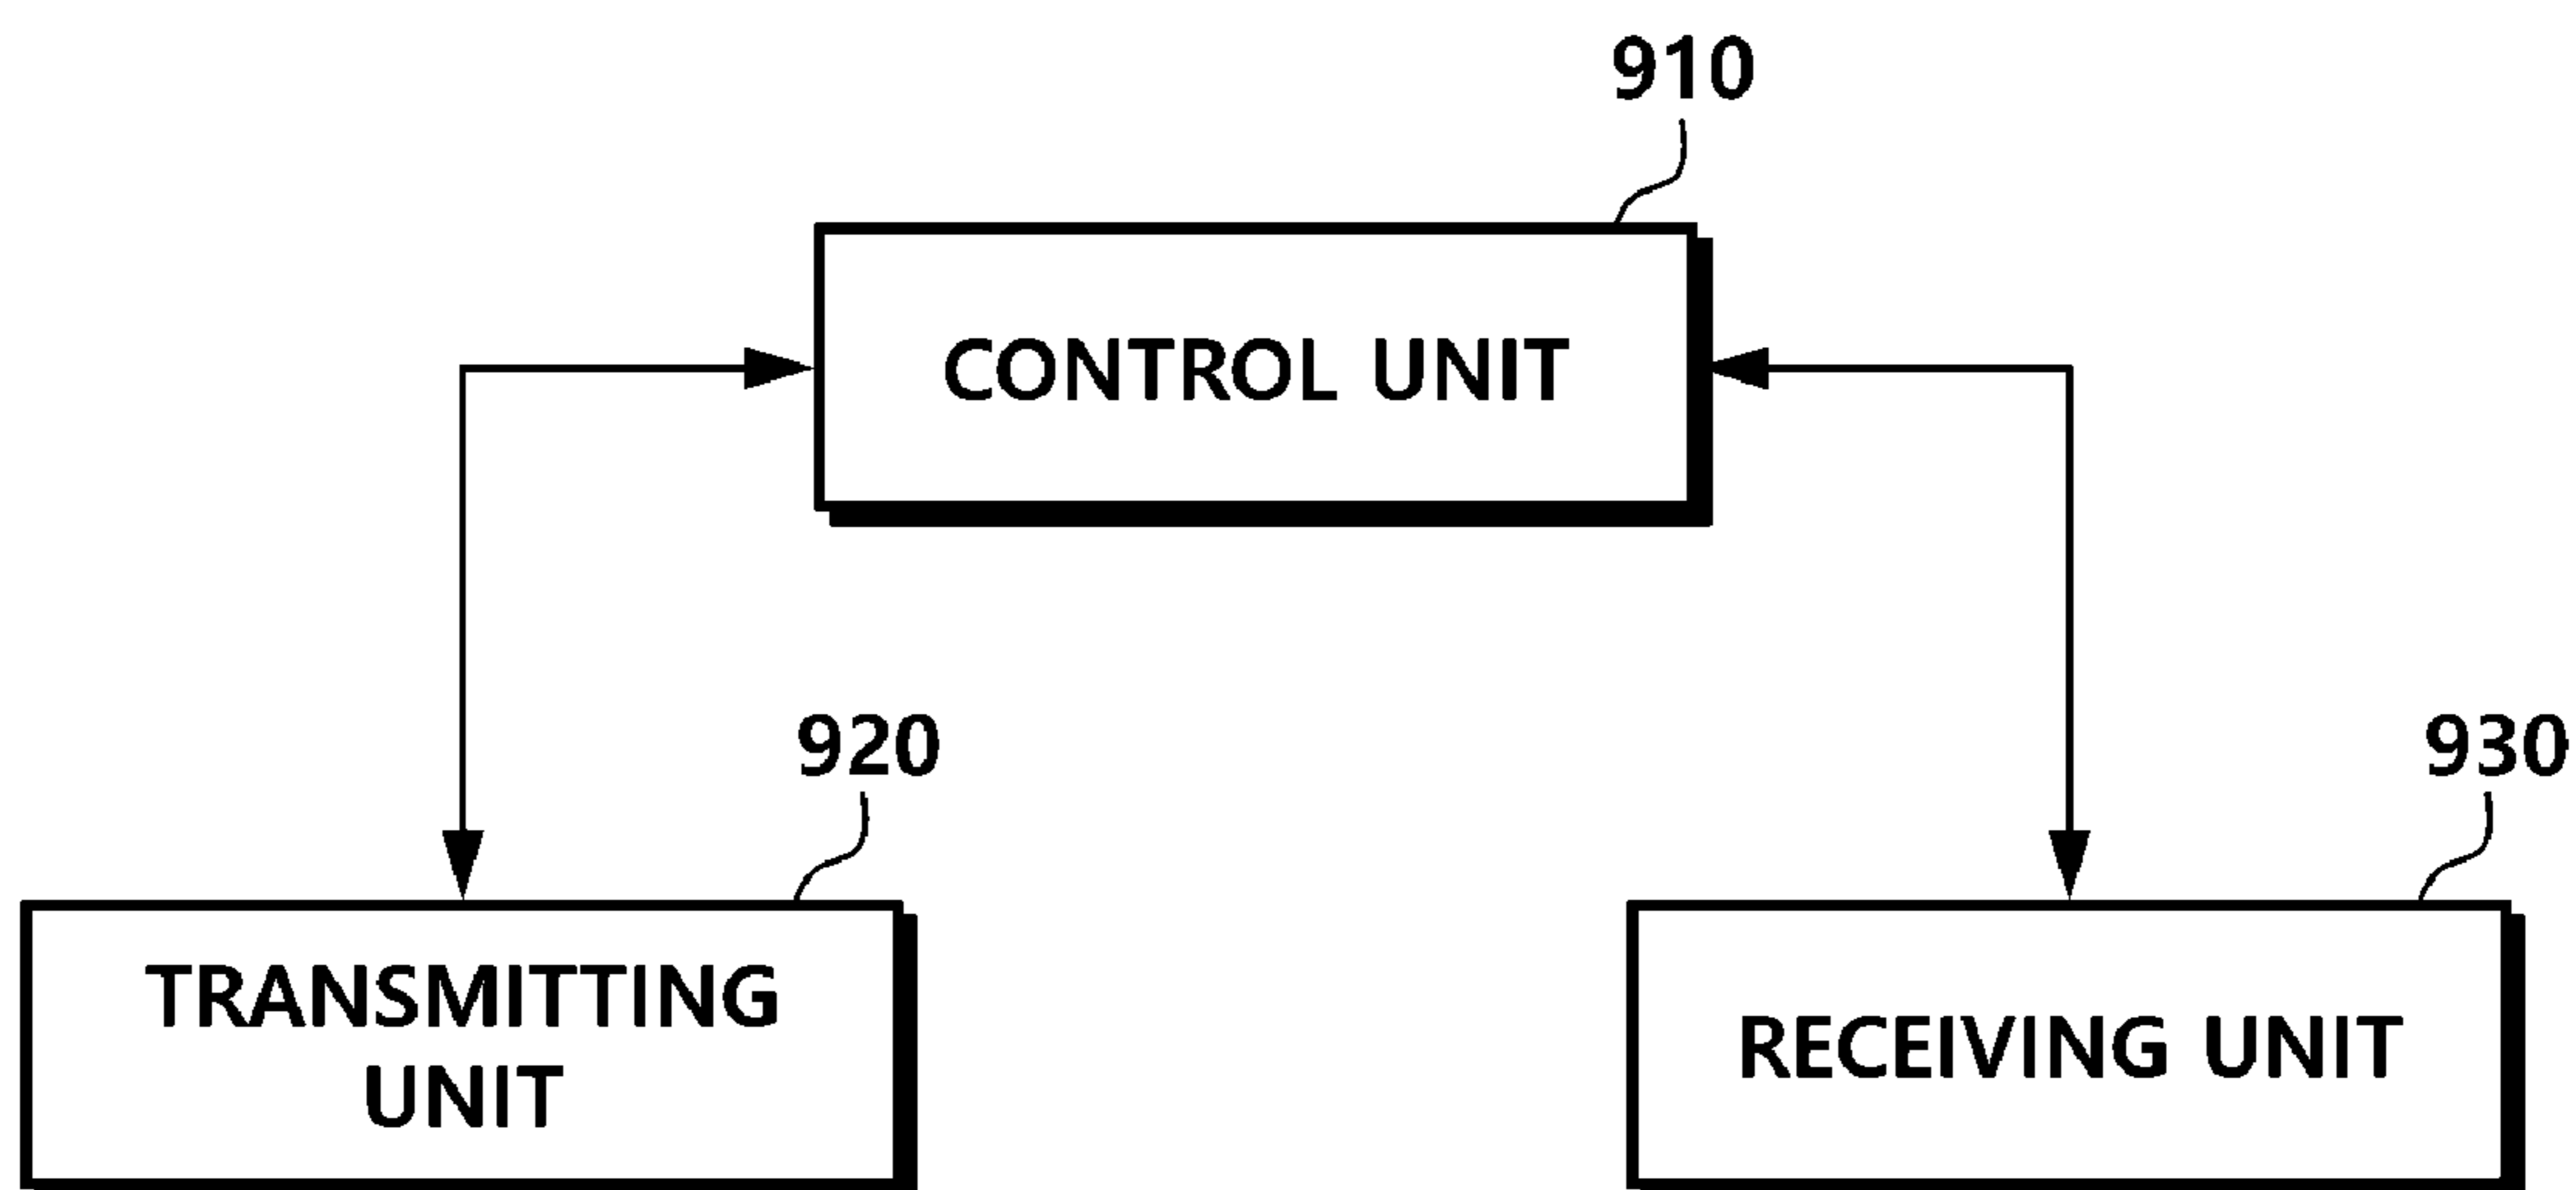 910
CONTROL UNIT
920
930
TRANSMITTING
UNIT
RECEIVING UNIT